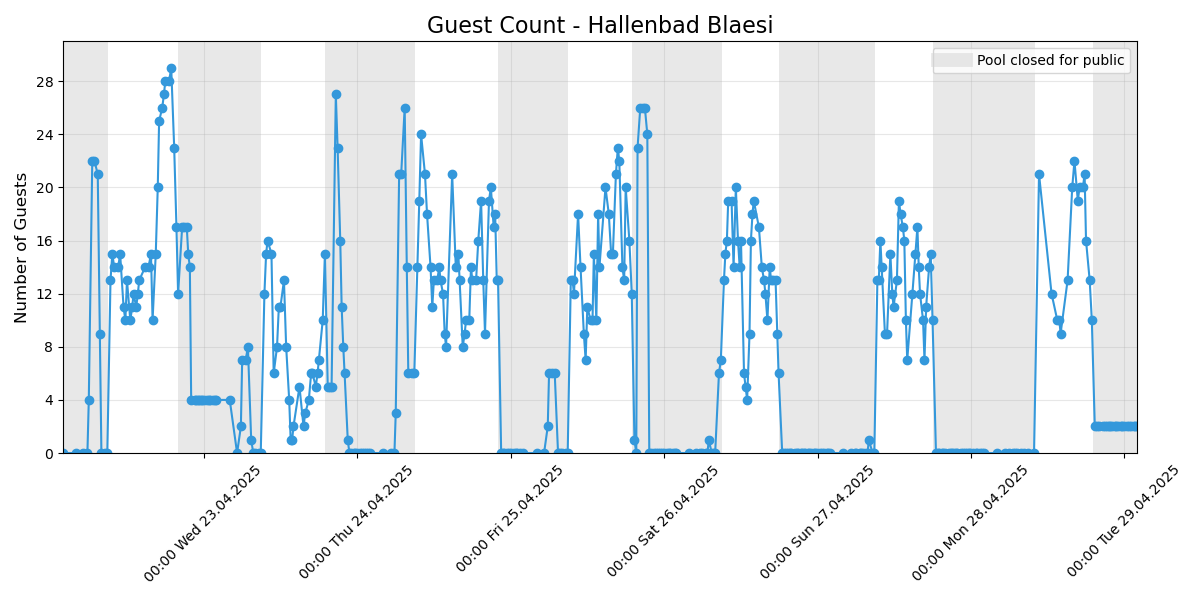 Guest Count - Hallenbad Blaesi
Pool closed for public
Number of Guests
28
24
20
16
12
8
4
0
00:00 Wed 23.04.2025
00:00 Thu 24.04.2025
00:00 Fri 25.04.2025
00:00 Sat 26.04.2025
00:00 Sun 27.04.2025
00:00 Mon 28.04.2025
00:00 Tue 29.04.2025